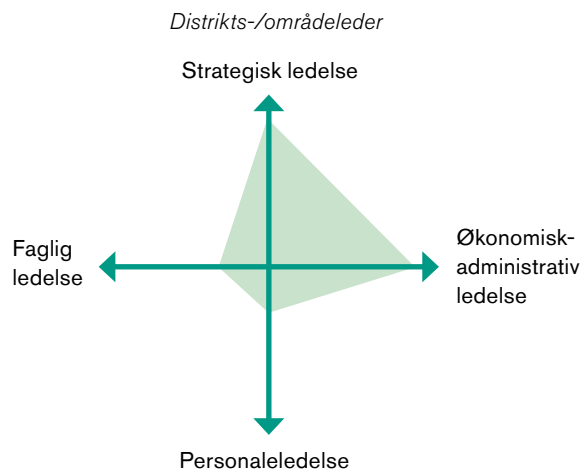 Distrikts-/områdeleder
Strategisk ledelse
Faglig
ledelse
Økonomisk-
administrativ
ledelse
Personaleledelse